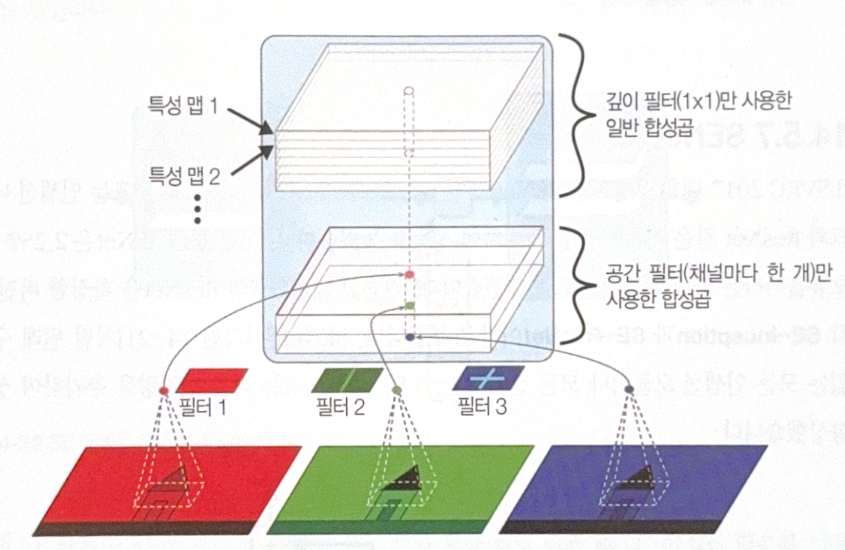 특성 맵 1
특성 맵 2
깊이 필터(1x1)만 사용한
일반 합성곱
공간 필터(채널마다 한 개)만
사용한 합성곱
필터 1
필터 2
필터 3